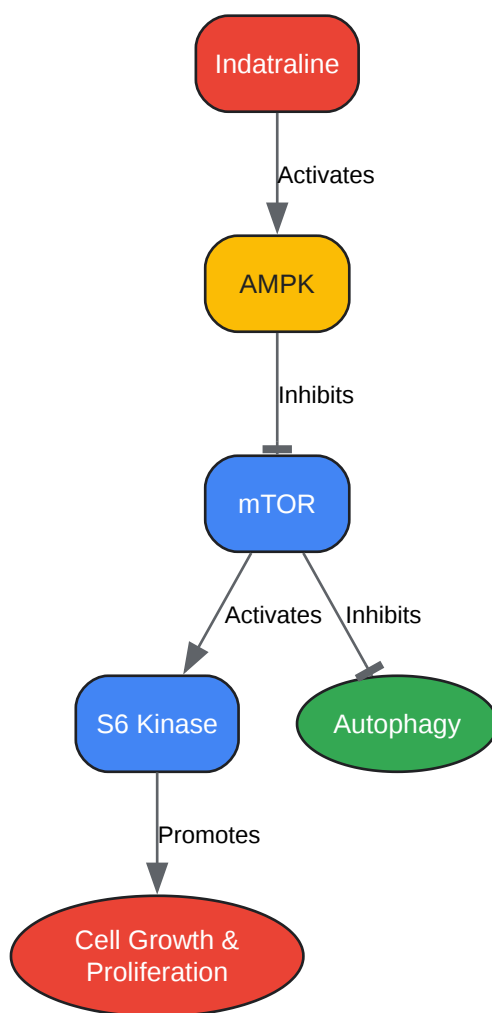 Indatraline
Activates
AMPK
Inhibits
mTOR
Activates
Inhibits
S6 Kinase
Autophagy
Promotes
Cell Growth &
Proliferation